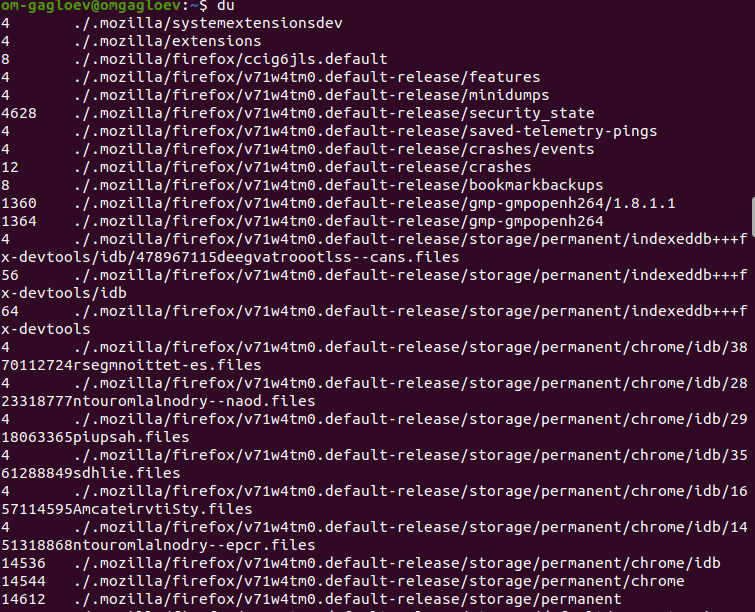 om-gagloev@omgagloev:~$ du
4 ./.mozilla/systemextensionsdev
4 ./.mozilla/extensions
8 ./.mozilla/firefox/ccig6jls.default
4 ./.mozilla/firefox/v71w4tm0.default-release/features
4 ./.mozilla/firefox/v71w4tm0.default-release/minidumps
4628 ./.mozilla/firefox/v71w4tm0.default-release/security_state
4 ./.mozilla/firefox/v71w4tm0.default-release/saved-telemetry-pings
4 ./.mozilla/firefox/v71w4tm0.default-release/crashes/events
12 ./.mozilla/firefox/v71w4tm0.default-release/crashes
8 ./.mozilla/firefox/v71w4tm0.default-release/bookmarkbackups
1360 ./.mozilla/firefox/v71w4tm0.default-release/gmp-gmpopenh264/1.8.1.1
1364 ./.mozilla/firefox/v71w4tm0.default-release/gmp-gmpopenh264
4 ./.mozilla/firefox/v71w4tm0.default-release/storage/permanent/indexeddb+++f
x-devtools/idb/478967115deegvatroootlss--cans.files
56 ./.mozilla/firefox/v71w4tm0.default-release/storage/permanent/indexeddb+++f
x-devtools/idb
64 ./.mozilla/firefox/v71w4tm0.default-release/storage/permanent/indexeddb+++f
x-devtools
4 ./.mozilla/firefox/v71w4tm0.default-release/storage/permanent/chrome/idb/38
70112724rsegmnoittet-es.files
4 ./.mozilla/firefox/v71w4tm0.default-release/storage/permanent/chrome/idb/28
23318777ntouromlalnodry--naod.files
4 ./.mozilla/firefox/v71w4tm0.default-release/storage/permanent/chrome/idb/29
18063365piupsah.files
4 ./.mozilla/firefox/v71w4tm0.default-release/storage/permanent/chrome/idb/35
61288849sdhlie.files
4 ./.mozilla/firefox/v71w4tm0.default-release/storage/permanent/chrome/idb/16
57114595AmcateirvtiSty.files
4 ./.mozilla/firefox/v71w4tm0.default-release/storage/permanent/chrome/idb/14
51318868ntouromlalnodry--epcr.files
14536 ./.mozilla/firefox/v71w4tm0.default-release/storage/permanent/chrome/idb
14544 ./.mozilla/firefox/v71w4tm0.default-release/storage/permanent/chrome
14612 ./.mozilla/firefox/v71w4tm0.default-release/storage/permanent